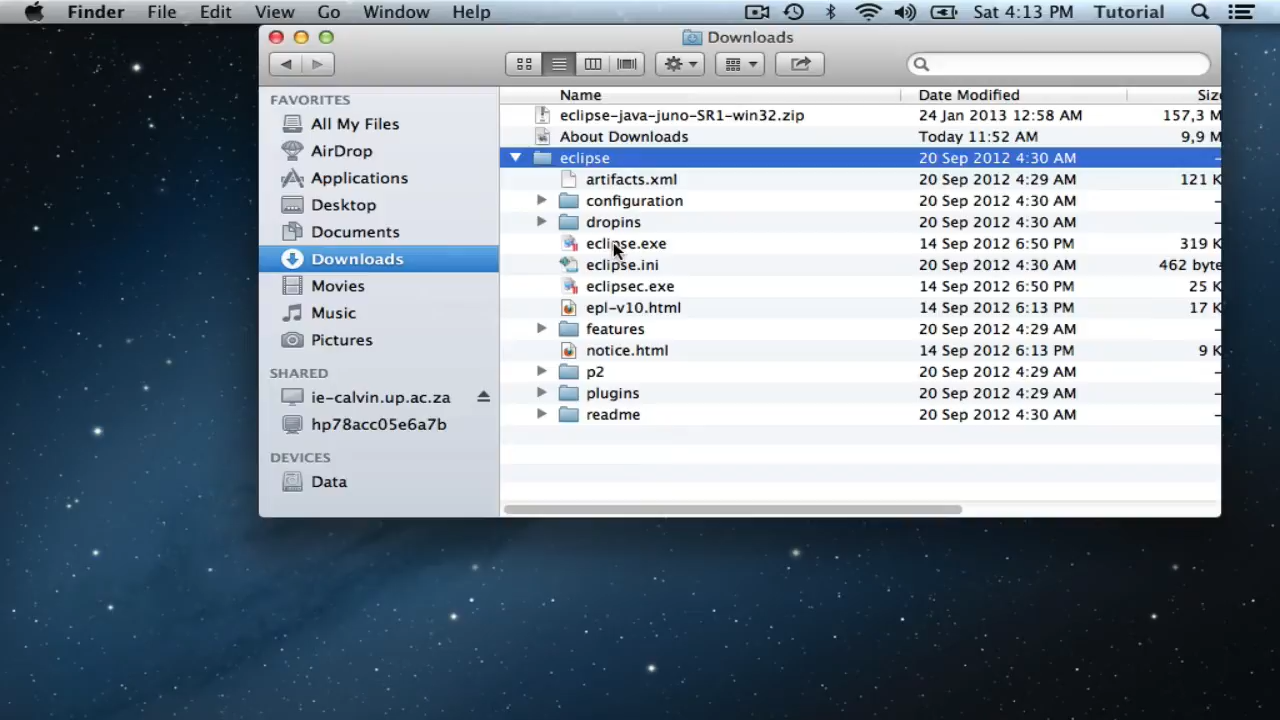 Finder File Edit View Go Window Help Sat 4:13 PM Tutorial
Downloads
FAVORITES
All My Files
AirDrop
Applications
Desktop
Documents
Downloads
Movies
Music
Pictures
SHARED
ie-calvin.up.ac.za
hp78acc05e6a7b
DEVICES
Data
Name Date Modified Size
eclipse-java-juno-SR1-win32.zip 24 Jan 2013 12:58 AM 157,3 M
About Downloads Today 11:52 AM 9,9 M
eclipse 20 Sep 2012 4:30 AM –
artifacts.xml 20 Sep 2012 4:29 AM 121 K
configuration 20 Sep 2012 4:30 AM –
dropins 20 Sep 2012 4:30 AM –
eclipse.exe 14 Sep 2012 6:50 PM 319 K
eclipse.ini 20 Sep 2012 4:30 AM 462 byte
eclipsec.exe 14 Sep 2012 6:50 PM 25 K
epl-v10.html 14 Sep 2012 6:13 PM 17 K
features 20 Sep 2012 4:29 AM –
notice.html 14 Sep 2012 6:13 PM 9 K
p2 20 Sep 2012 4:29 AM –
plugins 20 Sep 2012 4:29 AM –
readme 20 Sep 2012 4:30 AM –